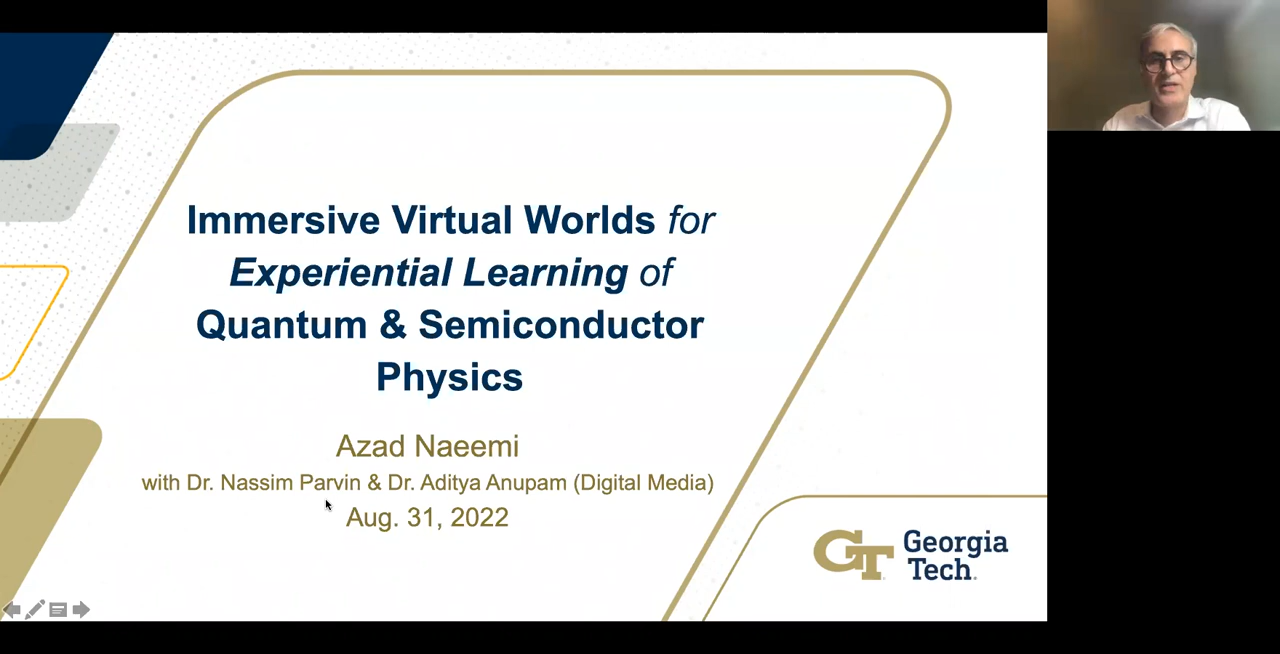 Immersive Virtual Worlds for
Experiential Learning of
Quantum & Semiconductor
Physics
Azad Naeemi
with Dr. Nassim Parvin & Dr. Aditya Anupam (Digital Media)
Aug. 31, 2022
GT Georgia
Tech.